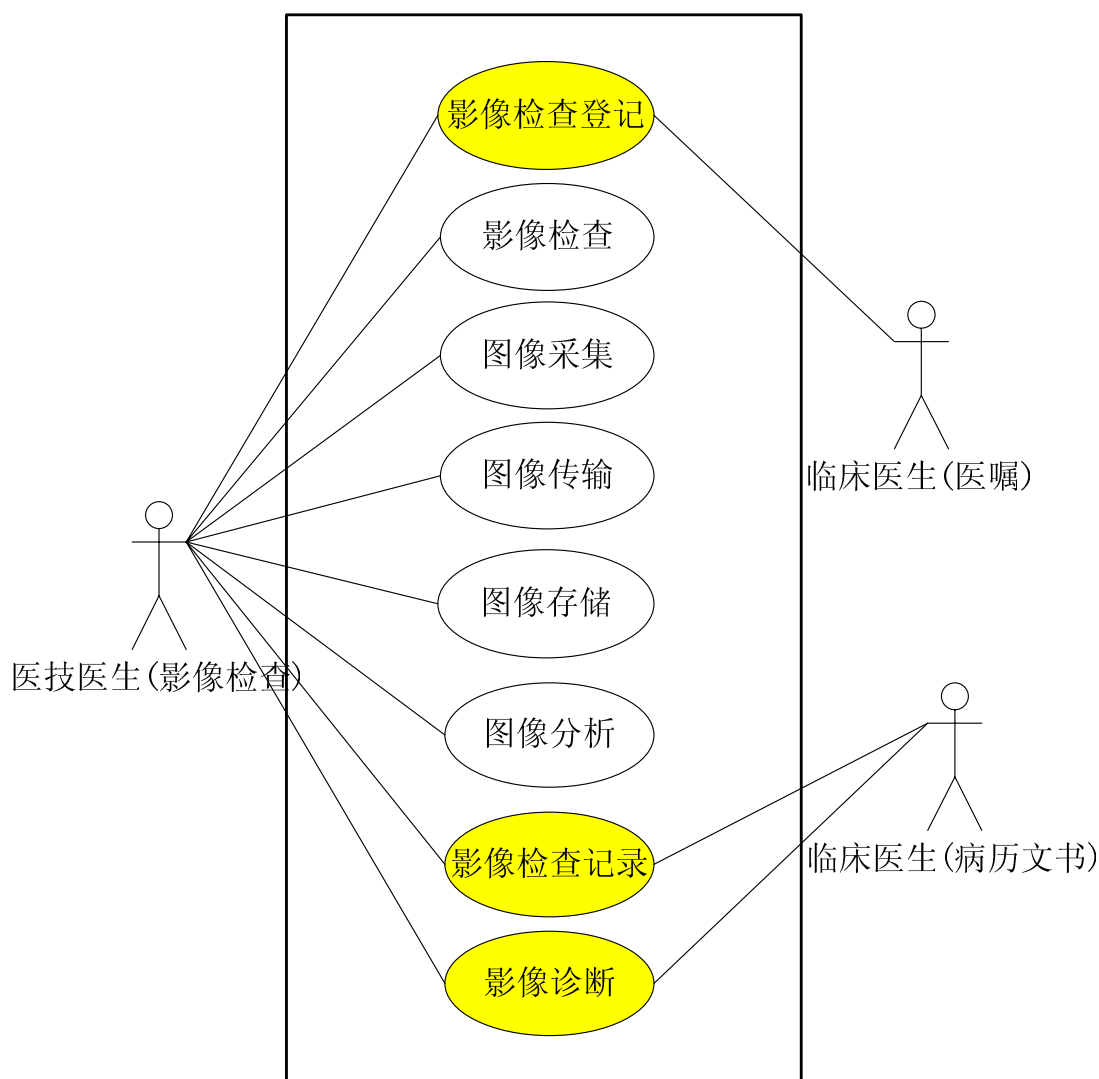 影像检查登记
影像检查
图像采集
临床医生(医嘱)
图像传输
图像存储
医技医生(影像检查)
图像分析
影像检查记录
临床医生(病历文书)
影像诊断